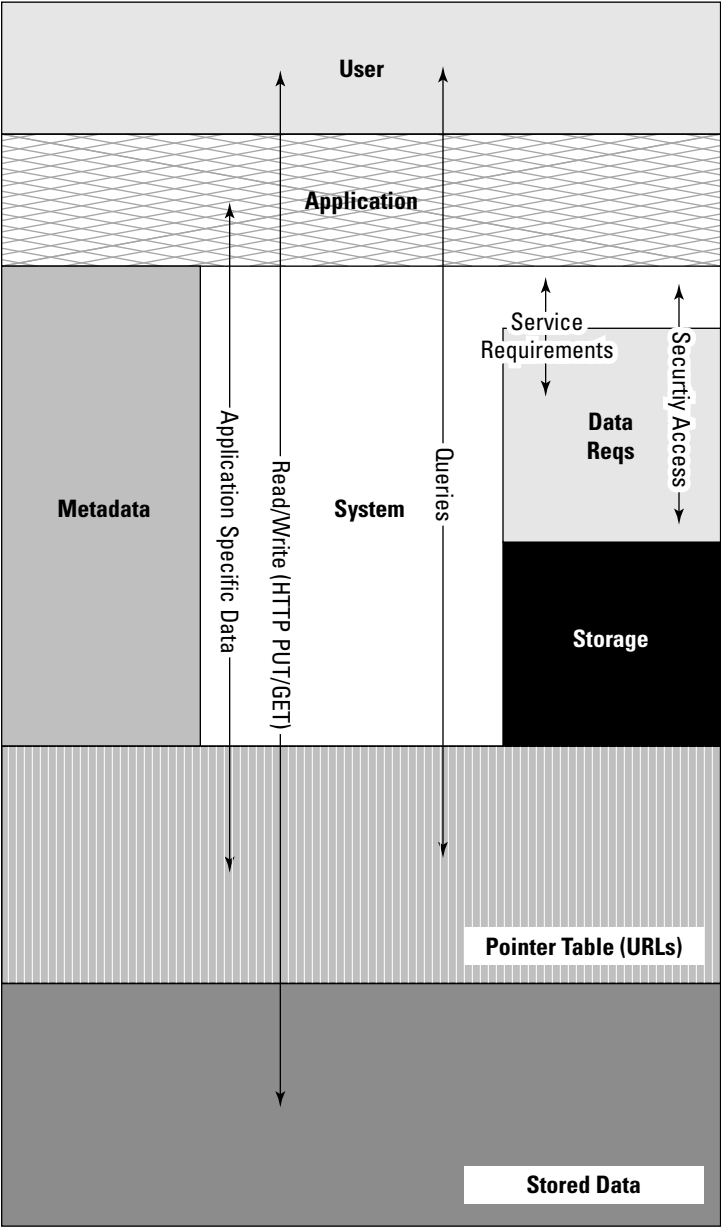 User
Application
Service
Requirements
Securtiy Access
Data
Reqs
Application Specific Data
Read/Write (HTTP PUT/GET)
Queries
Metadata
System
Storage
Pointer Table (URLs)
Stored Data